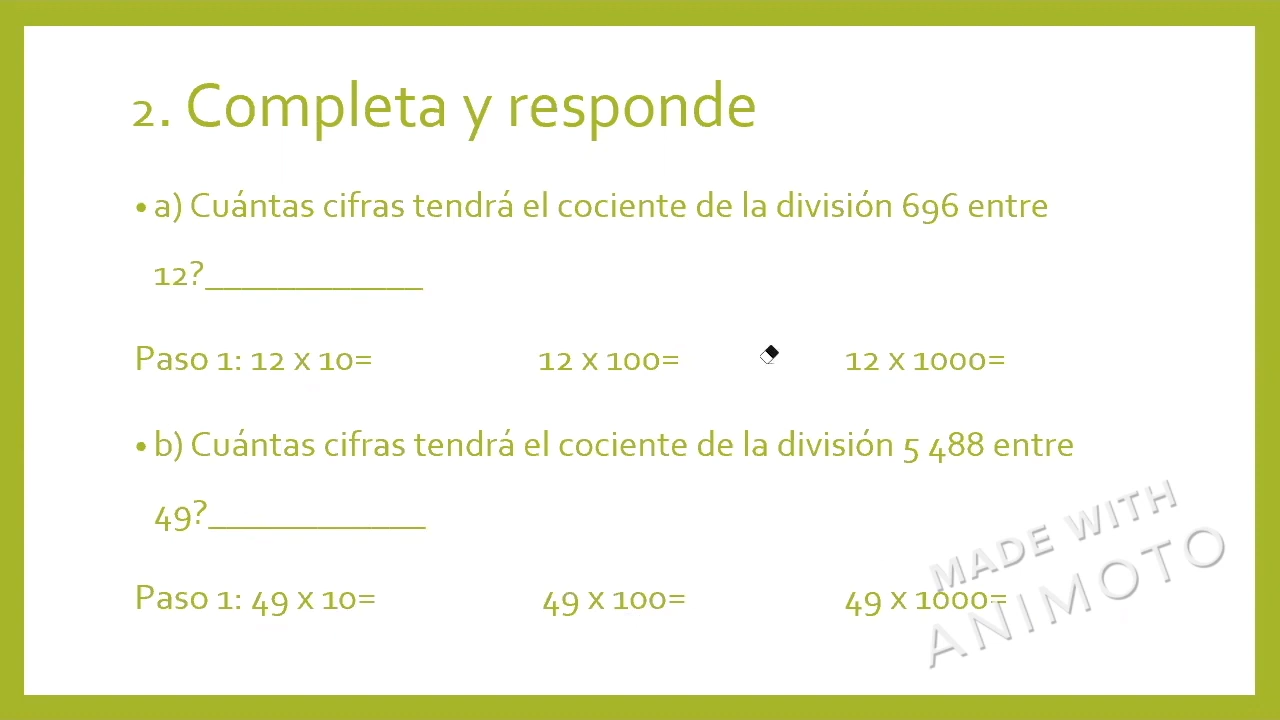 2. Completa y responde
• a) Cuántas cifras tendrá el cociente de la división 696 entre
12?____________
Paso 1: 12 x 10= 12 x 100= 12 x 1000=
• b) Cuántas cifras tendrá el cociente de la división 5 488 entre
49?____________
Paso 1: 49 x 10= 49 x 100= 49 x 1000=
MADE WITH
ANIMOTO